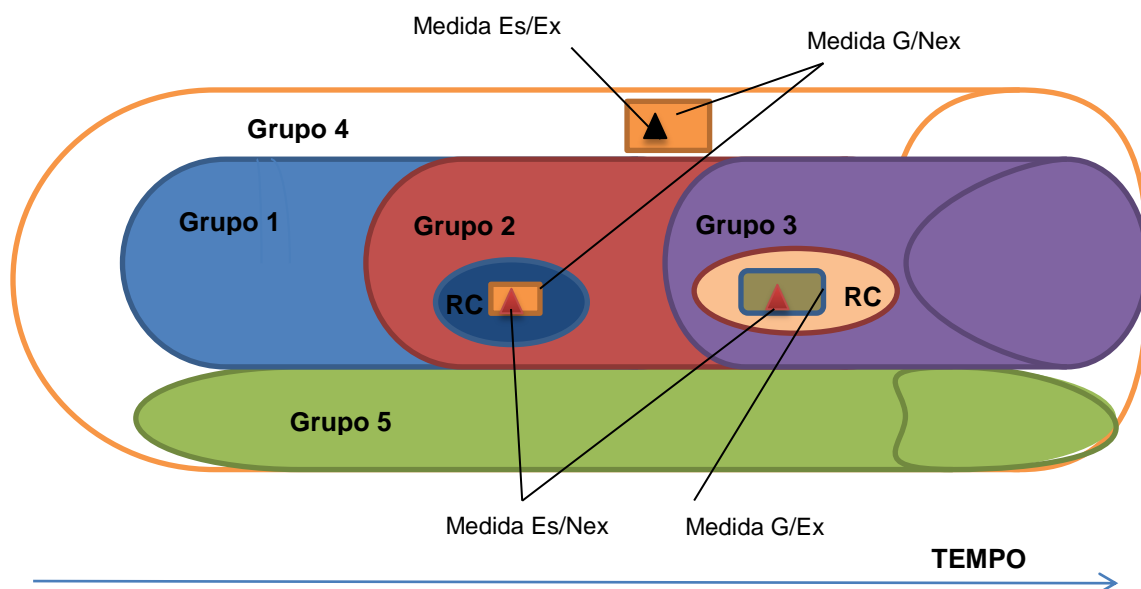 Medida Es/Ex
Medida G/Nex
Grupo 4
Grupo 1
Grupo 2
Grupo 3
RC
RC
Grupo 5
Medida Es/Nex
Medida G/Ex
TEMPO